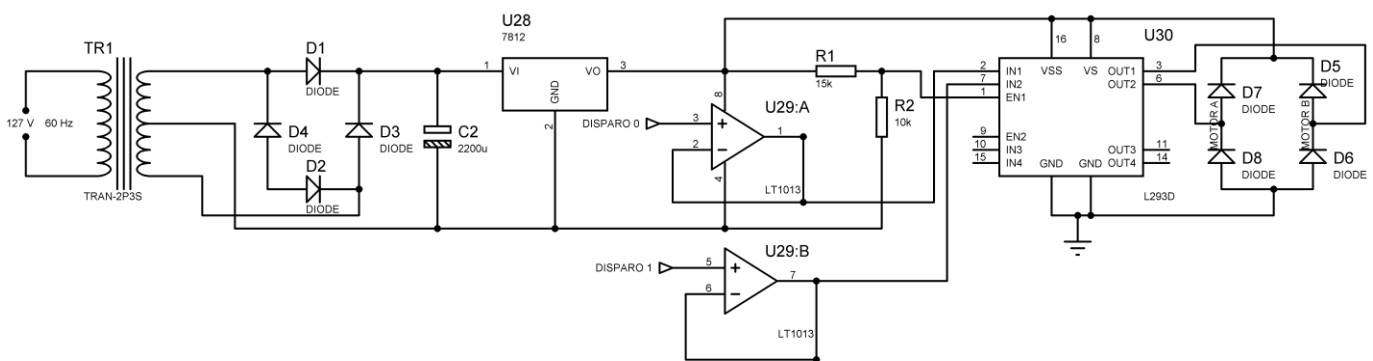 TR1
127 V 60 Hz
TRAN-2P3S
D1
DIODE
D4
DIODE
D3
DIODE
D2
DIODE
C2
2200u
U28
7812
1
VI
VO
3
GND
2
R1
15k
R2
10k
U29:A
DISPARO 0
3
2
8
4
1
LT1013
U29:B
DISPARO 1
5
6
7
LT1013
U30
16
8
2
IN1
VSS
VS
OUT1
3
7
IN2
OUT2
6
1
EN1
9
EN2
10
IN3
OUT3
11
15
IN4
GND
GND
OUT4
14
L293D
D7
DIODE
D5
DIODE
MOTOR A
MOTOR B
D8
DIODE
D6
DIODE